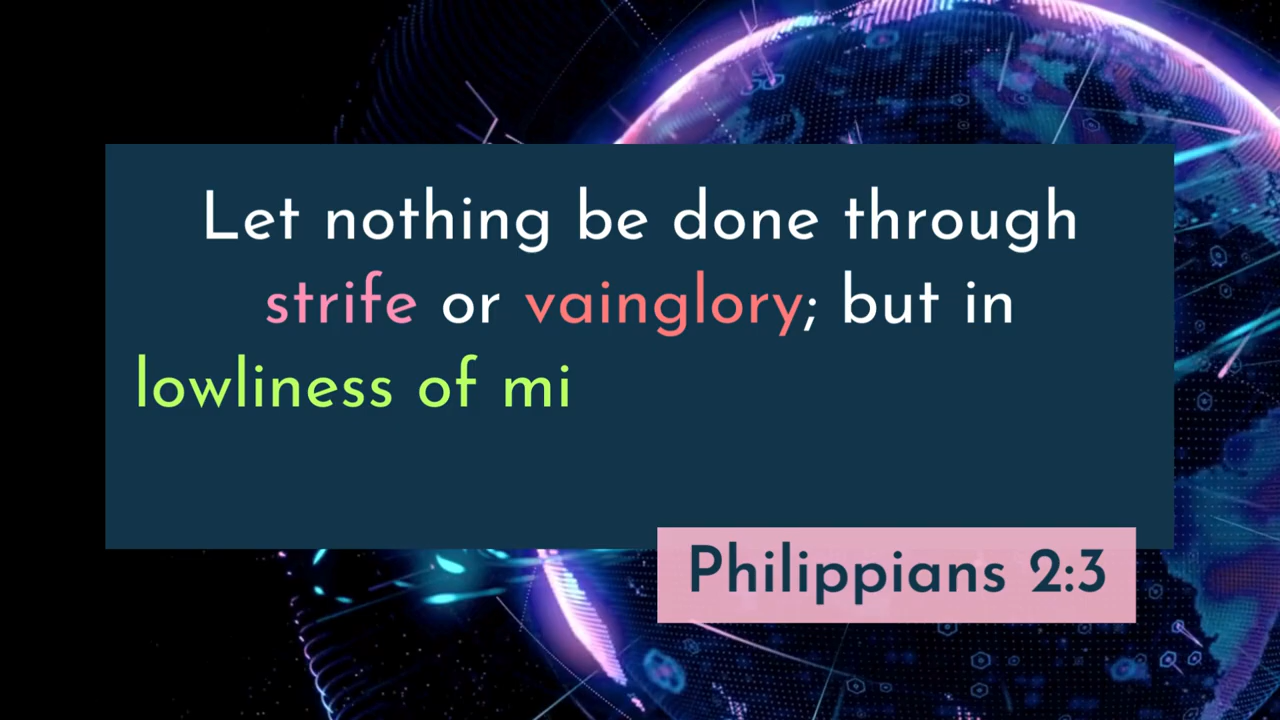 Let nothing be done through
strife or vainglory; but in
lowliness of mi
Philippians 2:3